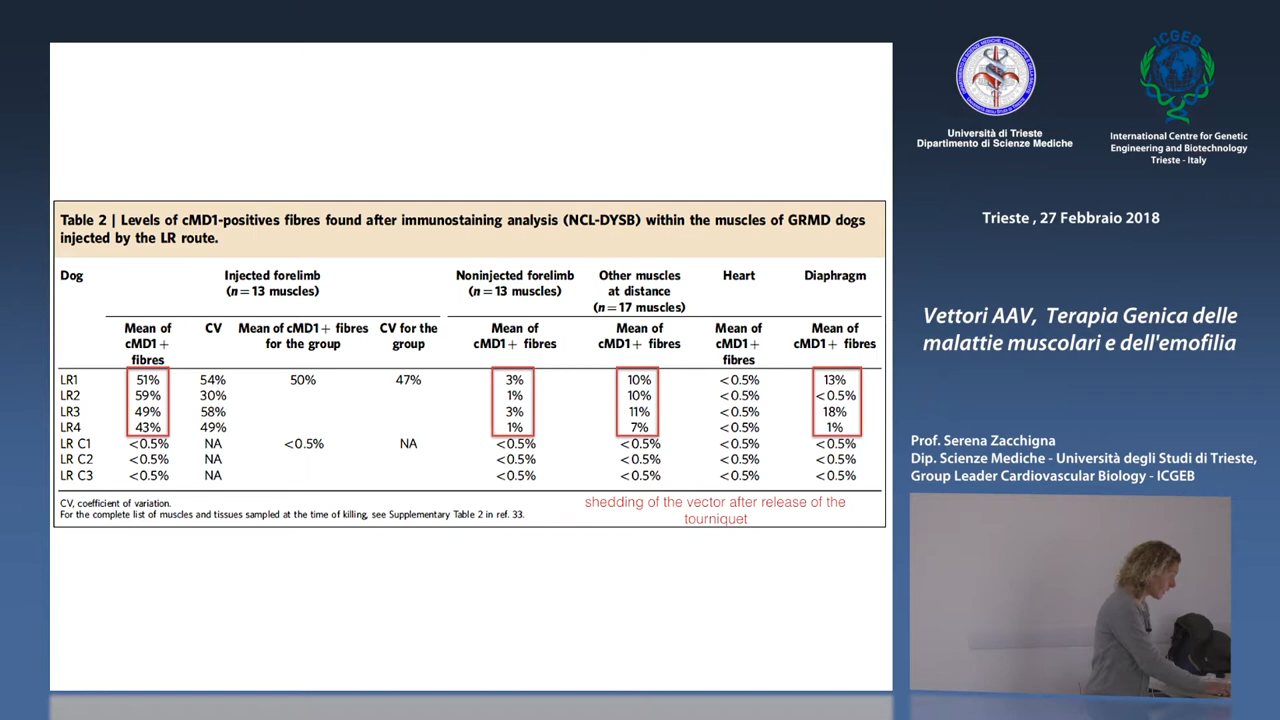 Table 2 | Levels of cMD1-positives fibres found after immunostaining analysis (NCL-DYSB) within the muscles of GRMD dogs
injected by the LR route.
Dog Injected forelimb Noninjected forelimb Other muscles Heart Diaphragm
(n=13 muscles) (n=13 muscles) at distance
(n=17 muscles)
Mean of CV Mean of cMD1+ fibres CV for the Mean of Mean of Mean of Mean of
cMD1+ for the group group cMD1+ fibres cMD1+ fibres cMD1+ cMD1+ fibres
fibres fibres
LR1 51% 54% 50% 47% 3% 10% <0.5% 13%
LR2 59% 30% 1% 10% <0.5% <0.5%
LR3 49% 58% 3% 11% <0.5% 18%
LR4 43% 49% 1% 7% <0.5% 1%
LR C1 <0.5% NA <0.5% NA <0.5% <0.5% <0.5% <0.5%
LR C2 <0.5% NA <0.5% <0.5% <0.5% <0.5%
LR C3 <0.5% NA <0.5% <0.5% <0.5% <0.5%
CV, coefficient of variation.
For the complete list of muscles and tissues sampled at the time of killing, see Supplementary Table 2 in ref. 33.
shedding of the vector after release of the
tourniquet
ICGEB
Università di Trieste
Dipartimento di Scienze Mediche
International Centre for Genetic
Engineering and Biotechnology
Trieste - Italy
Trieste , 27 Febbraio 2018
Vettori AAV, Terapia Genica delle
malattie muscolari e dell'emofilia
Prof. Serena Zacchigna
Dip. Scienze Mediche - Università degli Studi di Trieste,
Group Leader Cardiovascular Biology - ICGEB